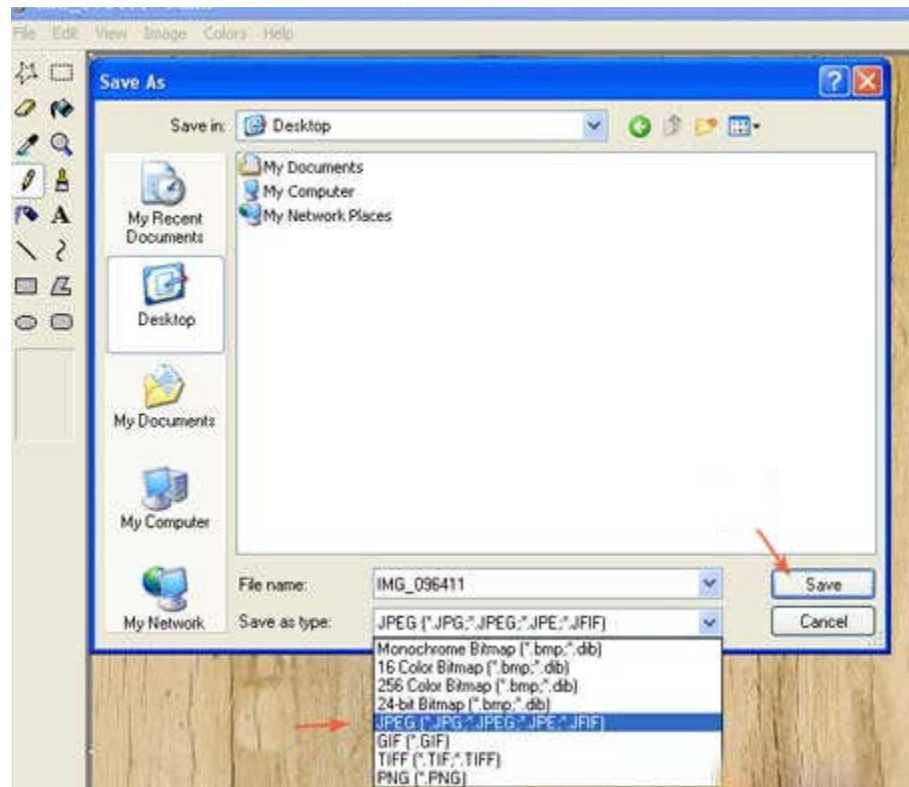 File Edit View Image Colors Help
Save As
Save in: Desktop
My Documents
My Computer
My Network Places
My Recent
Documents
Desktop
My Documents
My Computer
My Network
File name: IMG_096411
Save
Save as type: JPEG (*.JPG;*.JPEG;*.JPE;*.JFIF)
Cancel
Monochrome Bitmap (*.bmp;*.dib)
16 Color Bitmap (*.bmp;*.dib)
256 Color Bitmap (*.bmp;*.dib)
24-bit Bitmap (*.bmp;*.dib)
JPEG (*.JPG;*.JPEG;*.JPE;*.JFIF)
GIF (*.GIF)
TIFF (*.TIF;*.TIFF)
PNG (*.PNG)